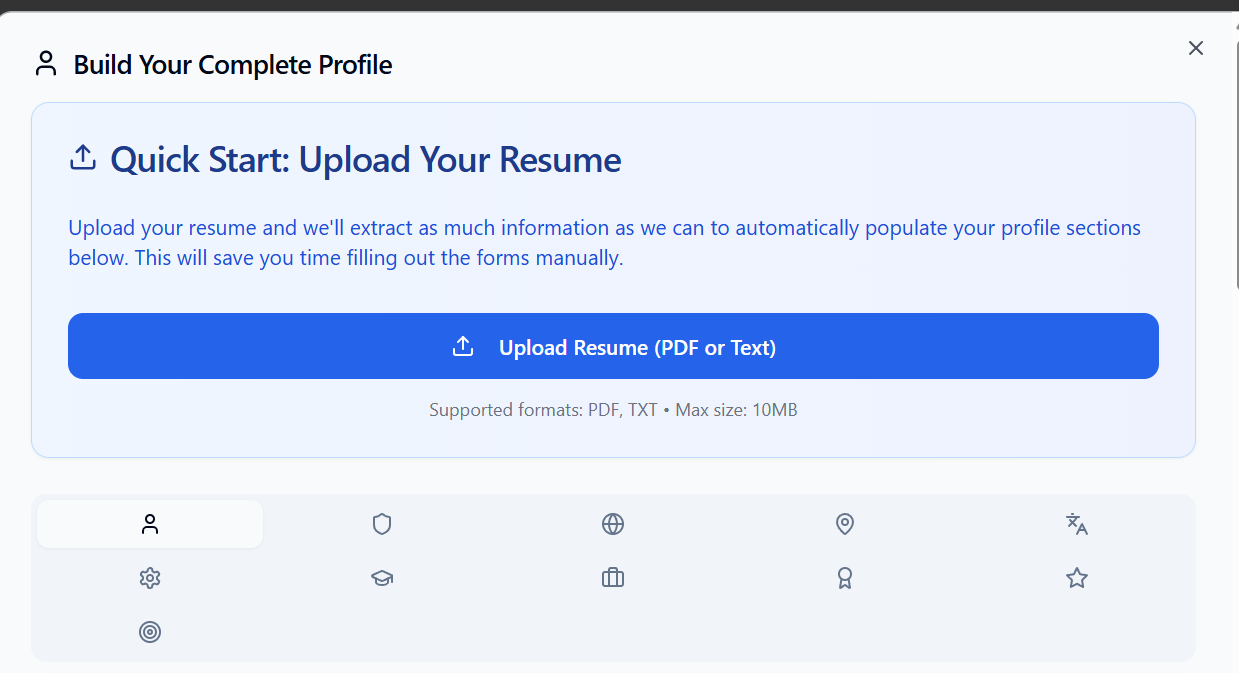 Build Your Complete Profile
Quick Start: Upload Your Resume
Upload your resume and we'll extract as much information as we can to automatically populate your profile sections
below. This will save you time filling out the forms manually.
Upload Resume (PDF or Text)
Supported formats: PDF, TXT • Max size: 10MB